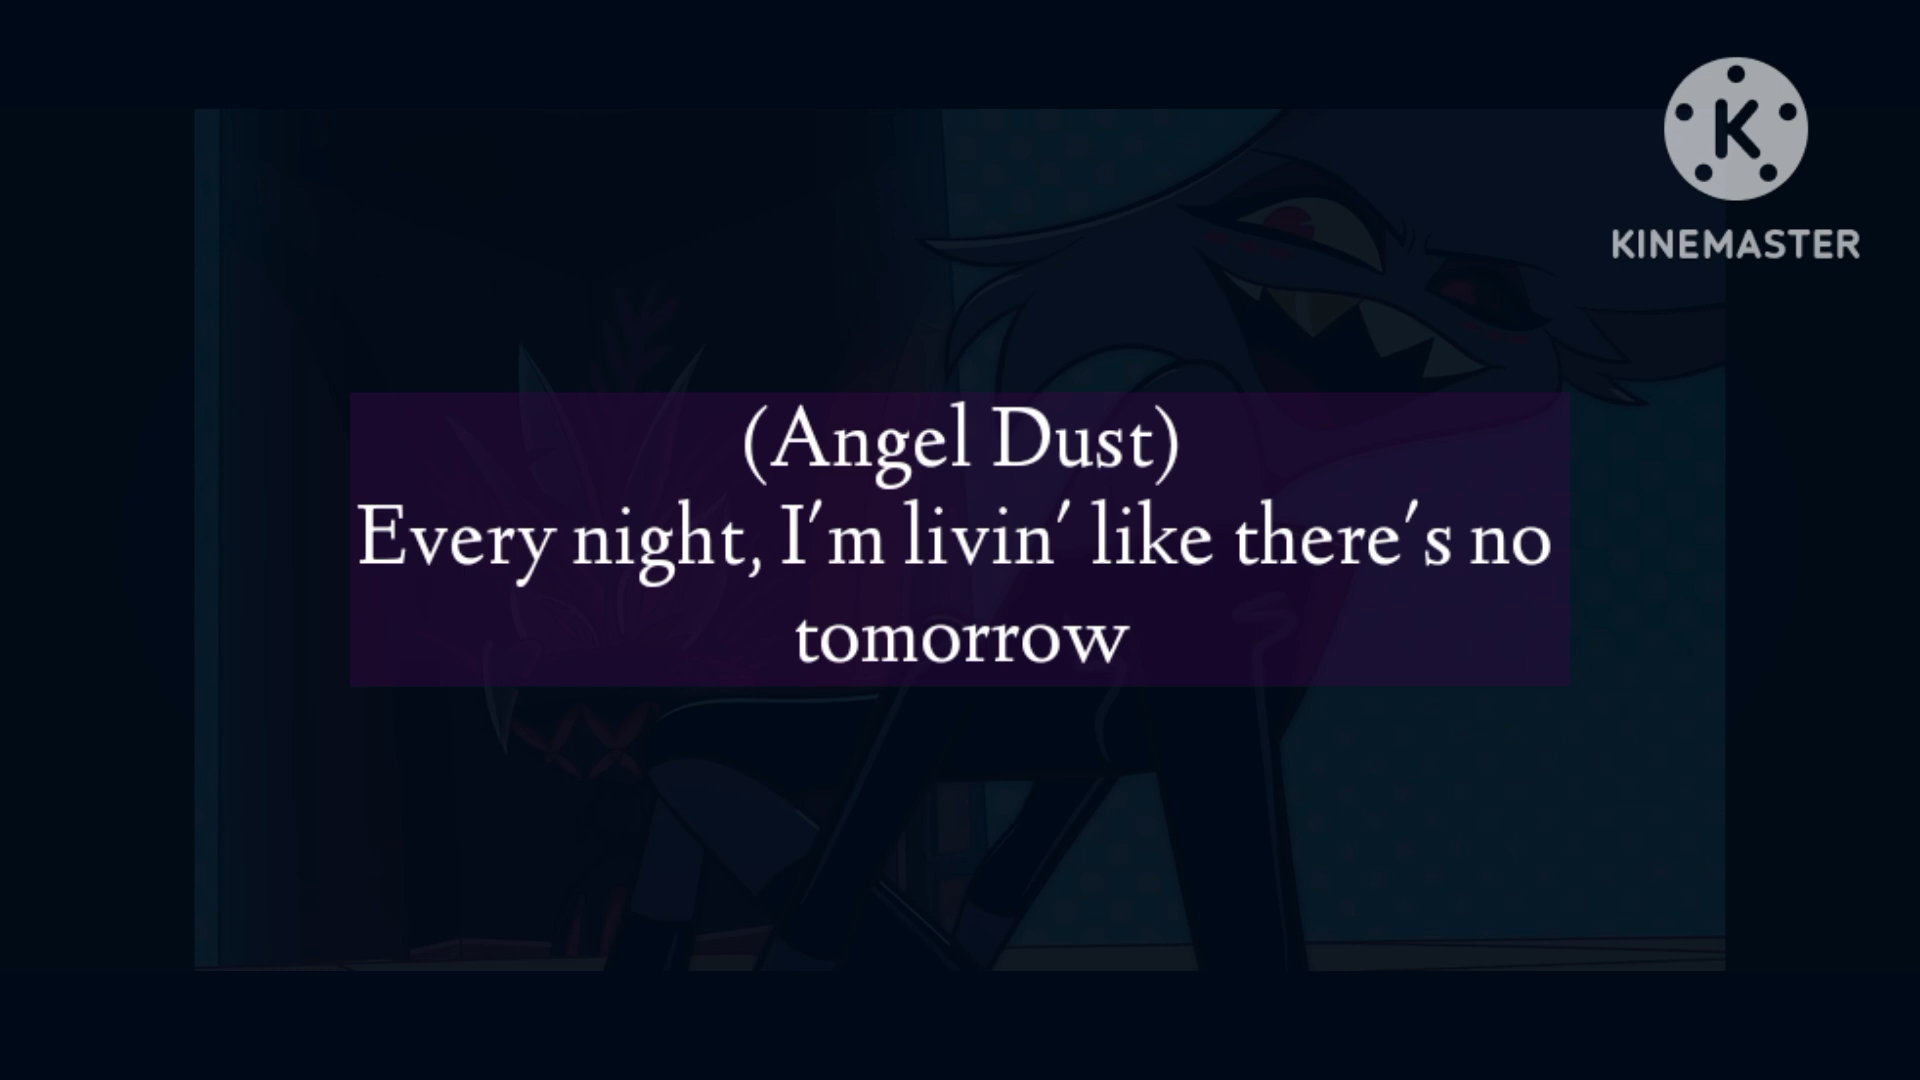 K
KINEMASTER
(Angel Dust)
Every night, I'm livin' like there's no
tomorrow